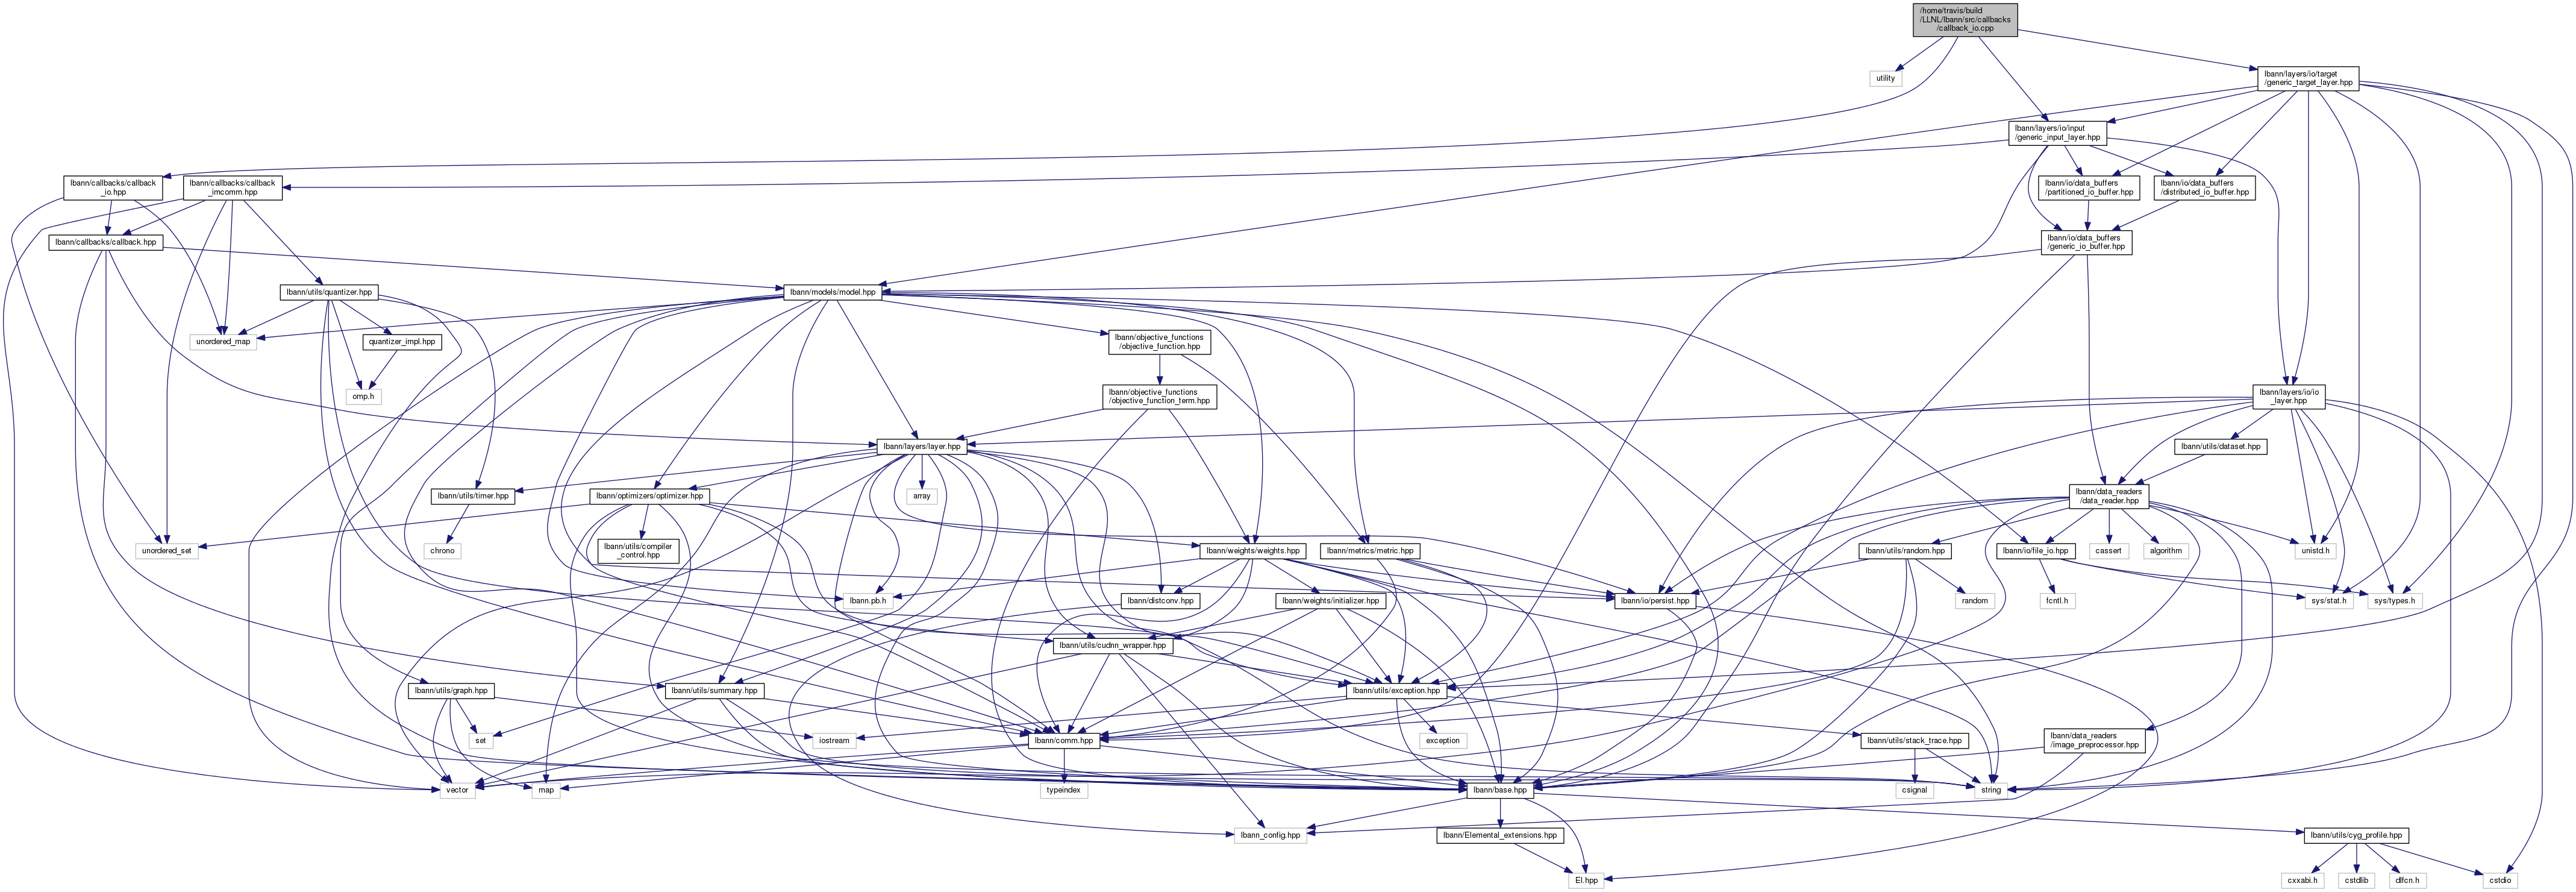 /home/travis/build
/LLNL/lbann/src/callbacks
/callback_io.cpp
utility
lbann/layers/io/target
/generic_target_layer.hpp
lbann/layers/io/input
/generic_input_layer.hpp
lbann/callbacks/callback
_io.hpp
lbann/callbacks/callback
_imcomm.hpp
lbann/io/data_buffers
/partitioned_io_buffer.hpp
lbann/io/data_buffers
/distributed_io_buffer.hpp
lbann/callbacks/callback.hpp
lbann/io/data_buffers
/generic_io_buffer.hpp
lbann/utils/quantizer.hpp
lbann/models/model.hpp
unordered_map
quantizer_impl.hpp
lbann/objective_functions
/objective_function.hpp
omp.h
lbann/objective_functions
/objective_function_term.hpp
lbann/layers/io/io
_layer.hpp
lbann/layers/layer.hpp
lbann/utils/dataset.hpp
lbann/utils/timer.hpp
lbann/optimizers/optimizer.hpp
array
lbann/data_readers
/data_reader.hpp
unordered_set
chrono
lbann/utils/compiler
_control.hpp
lbann/weights/weights.hpp
lbann/metrics/metric.hpp
lbann/utils/random.hpp
lbann/io/file_io.hpp
cassert
algorithm
unistd.h
lbann.pb.h
lbann/distconv.hpp
lbann/weights/initializer.hpp
lbann/io/persist.hpp
random
fcntl.h
sys/stat.h
sys/types.h
lbann/utils/cudnn_wrapper.hpp
lbann/utils/graph.hpp
lbann/utils/summary.hpp
lbann/utils/exception.hpp
set
iostream
lbann/comm.hpp
exception
lbann/utils/stack_trace.hpp
lbann/data_readers
/image_preprocessor.hpp
vector
map
typeindex
lbann/base.hpp
csignal
string
lbann_config.hpp
lbann/Elemental_extensions.hpp
lbann/utils/cyg_profile.hpp
El.hpp
cxxabi.h
cstdlib
dlfcn.h
cstdio